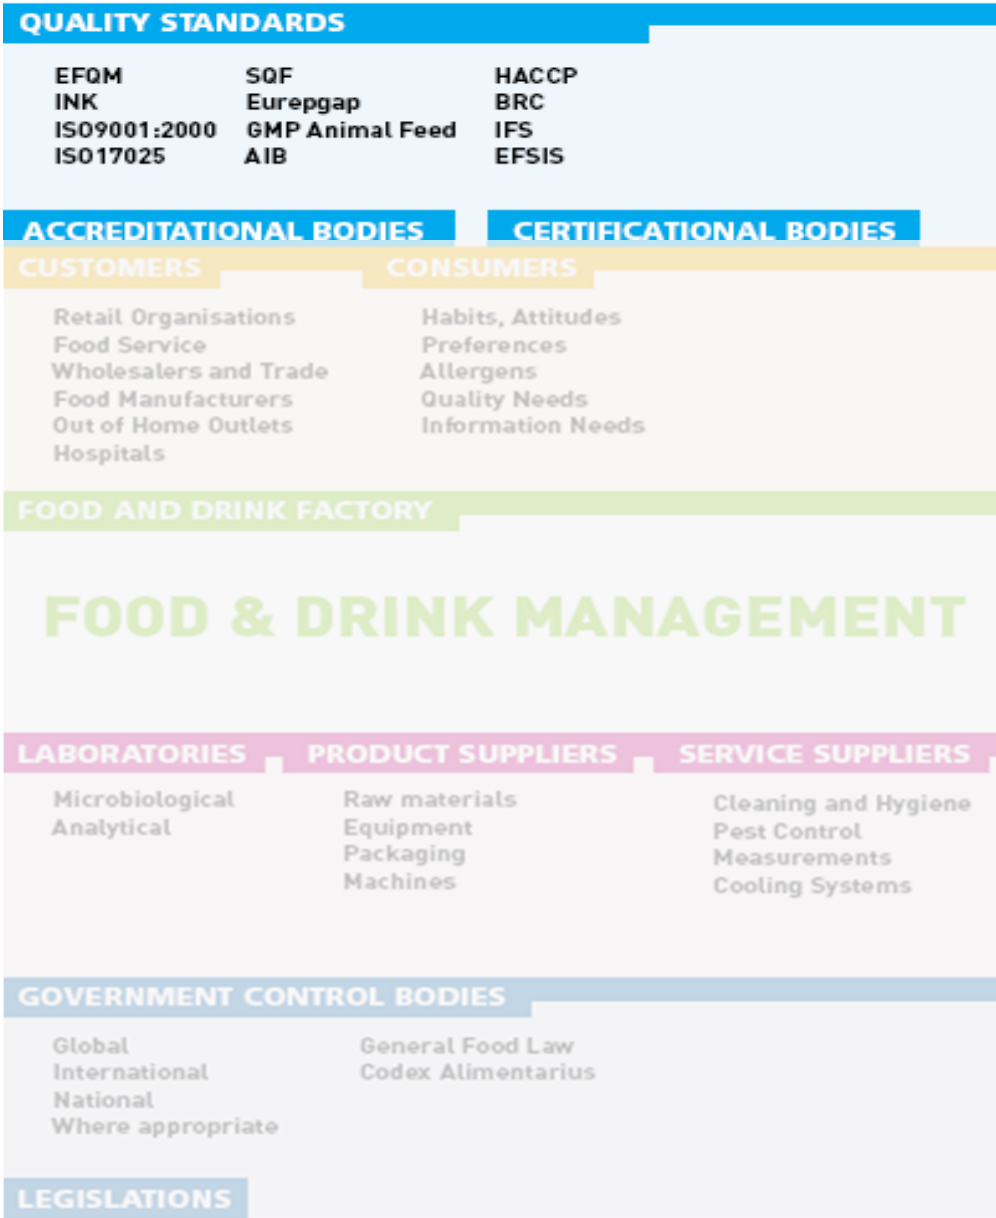 QUALITY STANDARDS
EFQM SQF HACCP
INK Eurepgap BRC
ISO9001:2000 GMP Animal Feed IFS
ISO17025 AIB EFSIS
ACCREDITATIONAL BODIES CERTIFICATIONAL BODIES
CUSTOMERS CONSUMERS
Retail Organisations Habits, Attitudes
Food Service Preferences
Wholesalers and Trade Allergens
Food Manufacturers Quality Needs
Out of Home Outlets Information Needs
Hospitals
FOOD AND DRINK FACTORY
FOOD & DRINK MANAGEMENT
LABORATORIES PRODUCT SUPPLIERS SERVICE SUPPLIERS
Microbiological Raw materials Cleaning and Hygiene
Analytical Equipment Pest Control
Packaging Measurements
Machines Cooling Systems
GOVERNMENT CONTROL BODIES
Global General Food Law
International Codex Alimentarius
National
Where appropriate
LEGISLATIONS